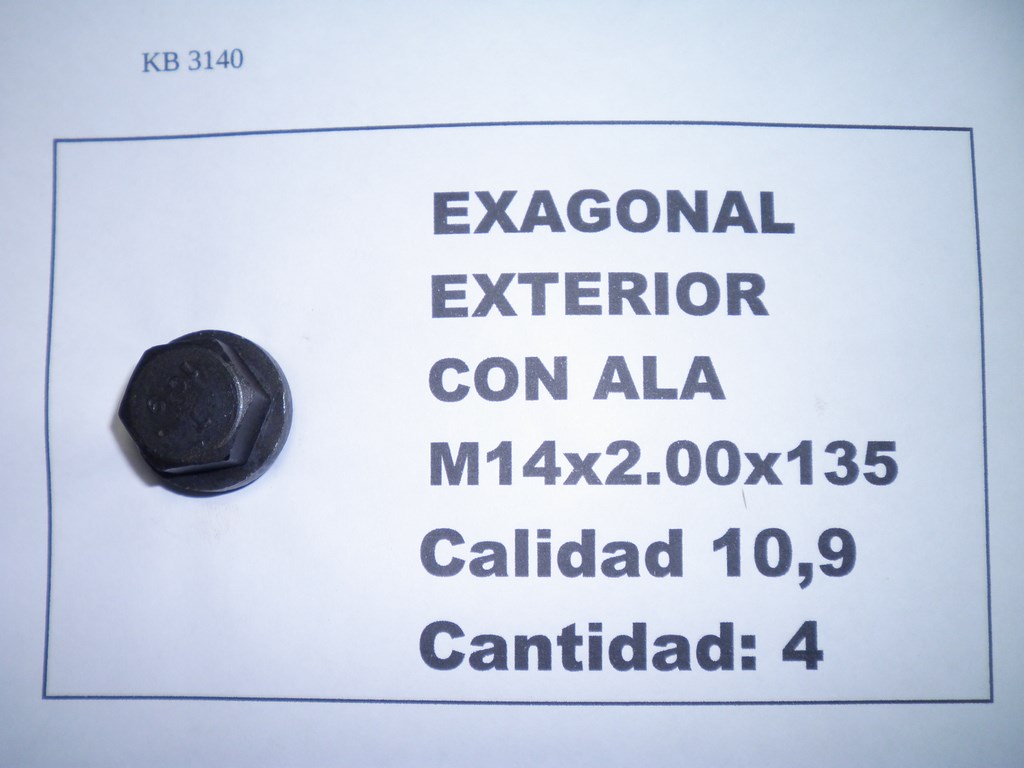 KB 3140
EXAGONAL
EXTERIOR
CON ALA
M14x2.00x135
Calidad 10,9
Cantidad: 4